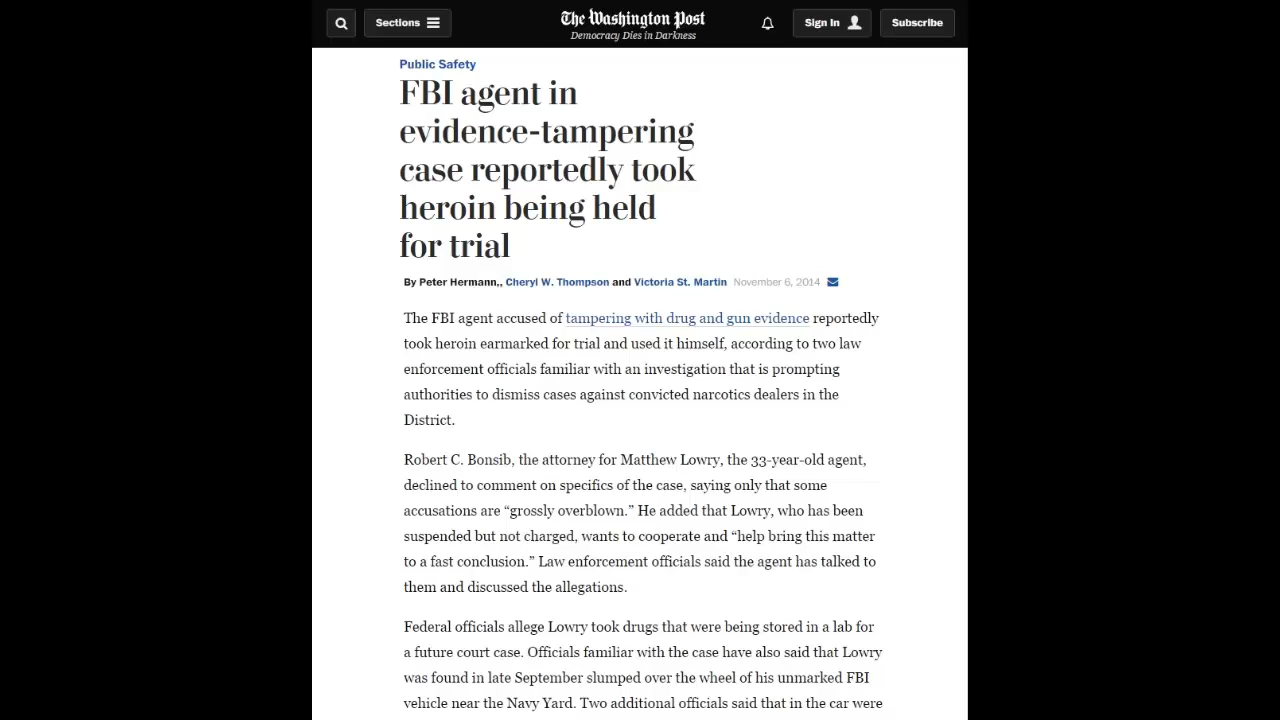 Sections
The Washington Post
Democracy Dies in Darkness
Sign In
Subscribe
Public Safety
FBI agent in
evidence-tampering
case reportedly took
heroin being held
for trial
By Peter Hermann,, Cheryl W. Thompson and Victoria St. Martin November 6, 2014
The FBI agent accused of tampering with drug and gun evidence reportedly
took heroin earmarked for trial and used it himself, according to two law
enforcement officials familiar with an investigation that is prompting
authorities to dismiss cases against convicted narcotics dealers in the
District.
Robert C. Bonsib, the attorney for Matthew Lowry, the 33-year-old agent,
declined to comment on specifics of the case, saying only that some
accusations are “grossly overblown.” He added that Lowry, who has been
suspended but not charged, wants to cooperate and “help bring this matter
to a fast conclusion.” Law enforcement officials said the agent has talked to
them and discussed the allegations.
Federal officials allege Lowry took drugs that were being stored in a lab for
a future court case. Officials familiar with the case have also said that Lowry
was found in late September slumped over the wheel of his unmarked FBI
vehicle near the Navy Yard. Two additional officials said that in the car were